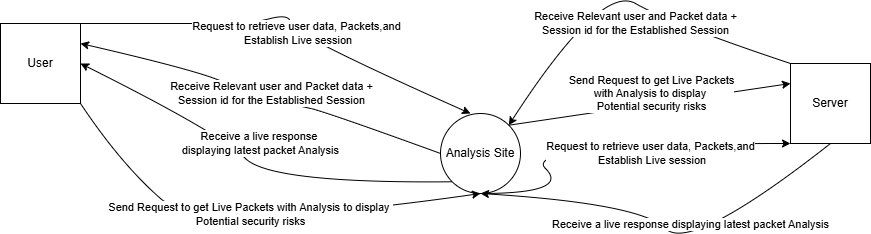 Request to retrieve user data, Packets,and
Establish Live session
User
Receive Relevant user and Packet data +
Session id for the Established Session
Receive a live response
displaying latest packet Analysis
Send Request to get Live Packets with Analysis to display
Potential security risks
Analysis Site
Receive Relevant user and Packet data +
Session id for the Established Session
Send Request to get Live Packets
with Analysis to display
Potential security risks
Server
Request to retrieve user data, Packets,and
Establish Live session
Receive a live response displaying latest packet Analysis